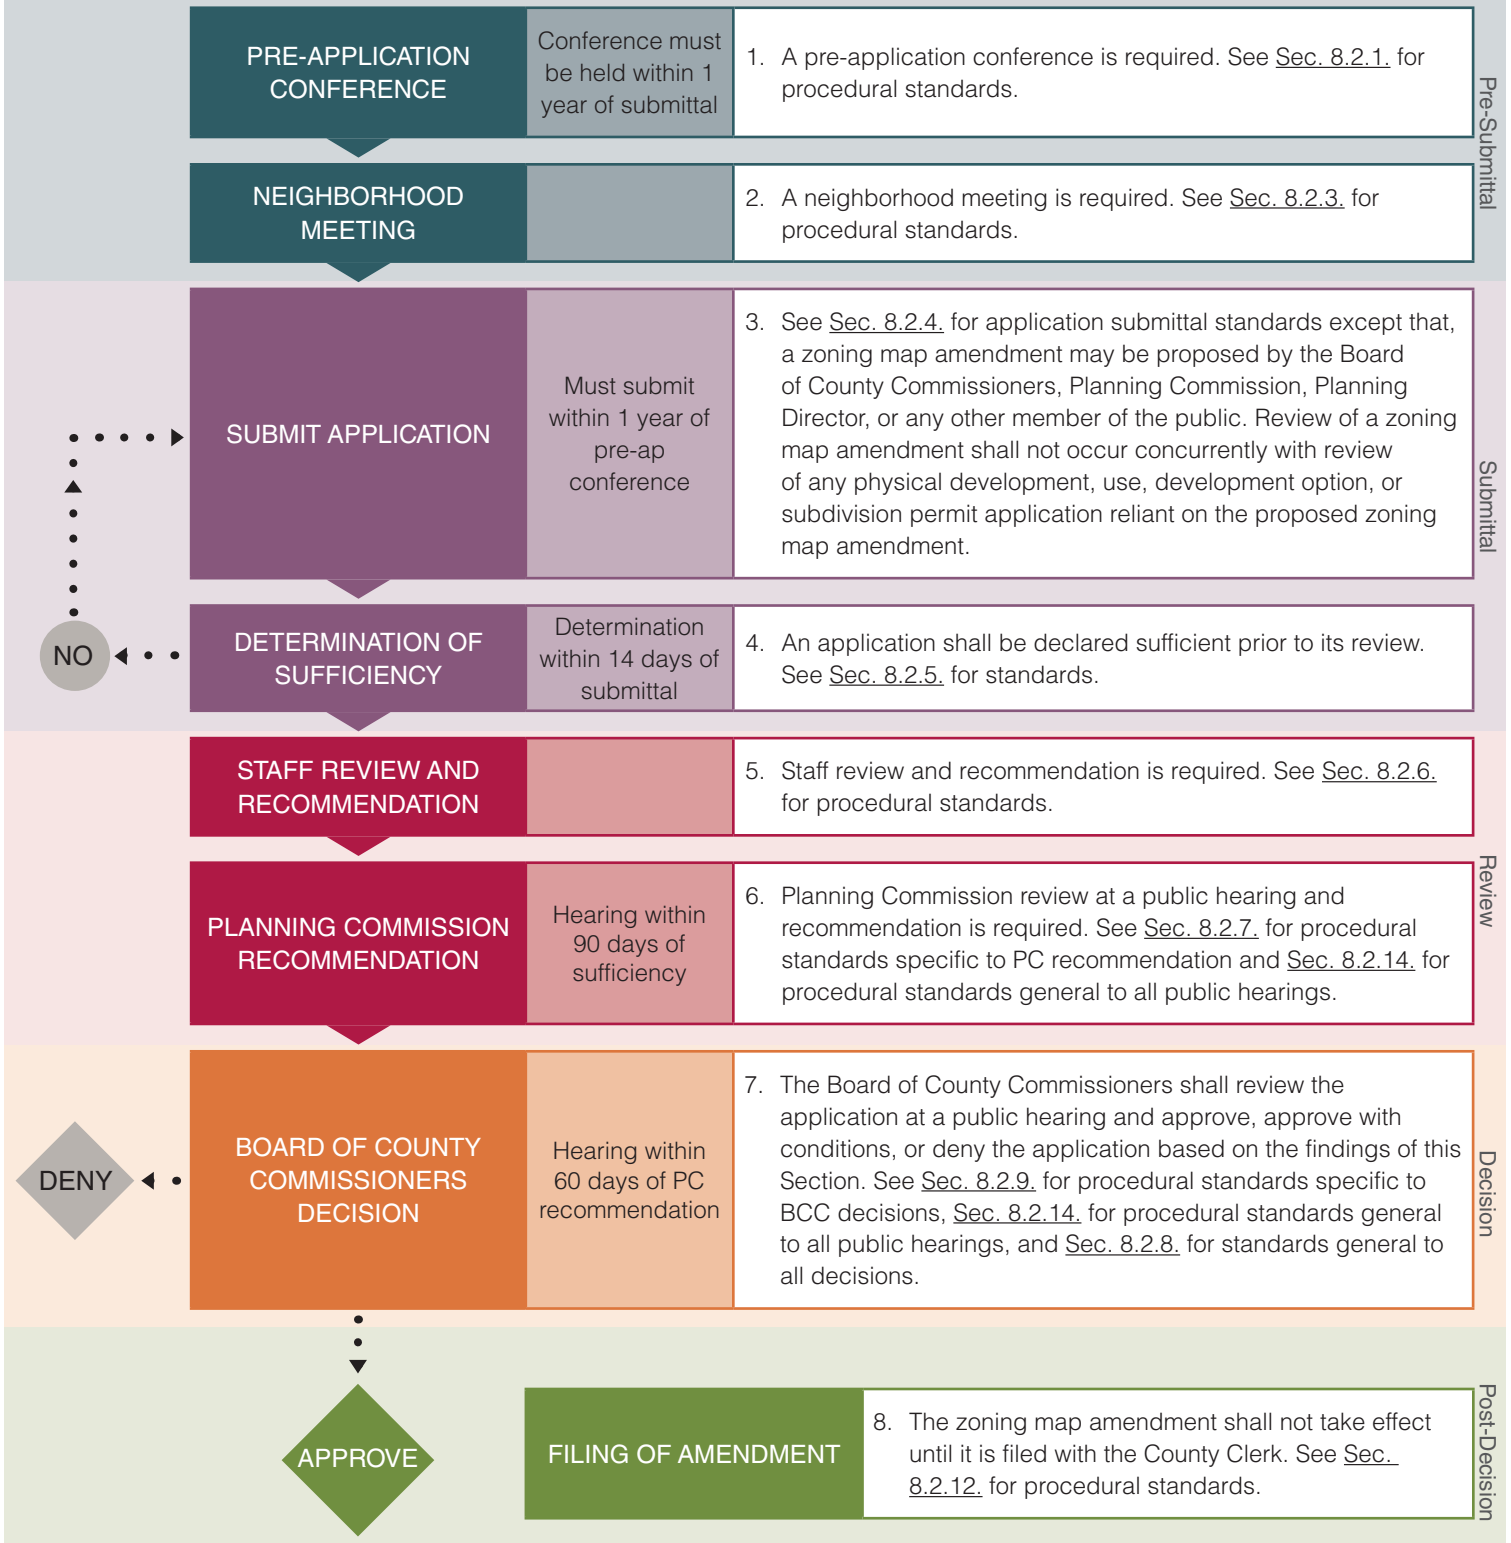 PRE-APPLICATION
CONFERENCE
Conference must
be held within 1
year of submittal
1. A pre-application conference is required. See Sec. 8.2.1. for
procedural standards.
Pre-Submittal
NEIGHBORHOOD
MEETING
2. A neighborhood meeting is required. See Sec. 8.2.3. for
procedural standards.
SUBMIT APPLICATION
Must submit
within 1 year of
pre-ap
conference
3. See Sec. 8.2.4. for application submittal standards except that,
a zoning map amendment may be proposed by the Board
of County Commissioners, Planning Commission, Planning
Director, or any other member of the public. Review of a zoning
map amendment shall not occur concurrently with review
of any physical development, use, development option, or
subdivision permit application reliant on the proposed zoning
map amendment.
Submittal
NO
DETERMINATION OF
SUFFICIENCY
Determination
within 14 days of
submittal
4. An application shall be declared sufficient prior to its review.
See Sec. 8.2.5. for standards.
STAFF REVIEW AND
RECOMMENDATION
5. Staff review and recommendation is required. See Sec. 8.2.6.
for procedural standards.
Review
PLANNING COMMISSION
RECOMMENDATION
Hearing within
90 days of
sufficiency
6. Planning Commission review at a public hearing and
recommendation is required. See Sec. 8.2.7. for procedural
standards specific to PC recommendation and Sec. 8.2.14. for
procedural standards general to all public hearings.
DENY
BOARD OF COUNTY
COMMISSIONERS
DECISION
Hearing within
60 days of PC
recommendation
7. The Board of County Commissioners shall review the
application at a public hearing and approve, approve with
conditions, or deny the application based on the findings of this
Section. See Sec. 8.2.9. for procedural standards specific to
BCC decisions, Sec. 8.2.14. for procedural standards general
to all public hearings, and Sec. 8.2.8. for standards general to
all decisions.
Decision
APPROVE
FILING OF AMENDMENT
8. The zoning map amendment shall not take effect
until it is filed with the County Clerk. See Sec.
8.2.12. for procedural standards.
Post-Decision